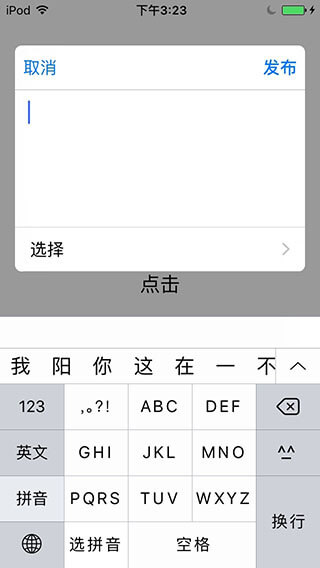 iPod 下午3:23
取消 发布
选择
点击
我 阳 你 这 在 一 不
123 ,。?! ABC DEF
英文 GHI JKL MNO ^^
拼音 PQRS TUV WXYZ 换行
选拼音 空格